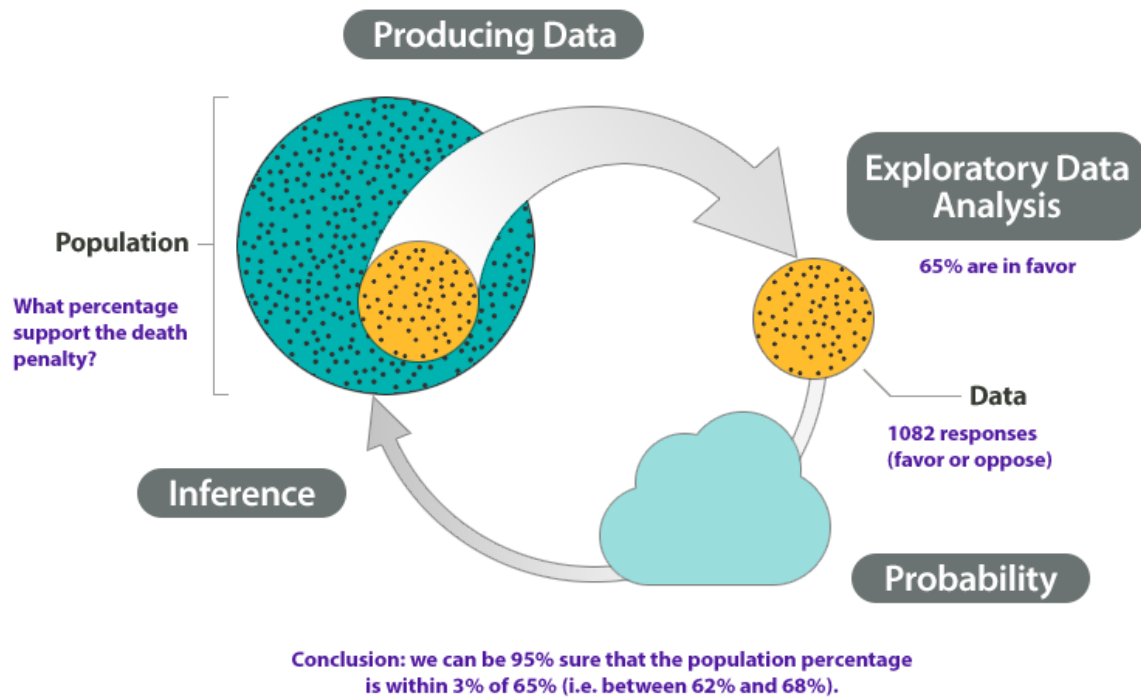 Producing Data
Exploratory Data
Analysis
65% are in favor
Population
What percentage
support the death
penalty?
Data
1082 responses
(favor or oppose)
Inference
Probability
Conclusion: we can be 95% sure that the population percentage
is within 3% of 65% (i.e. between 62% and 68%).